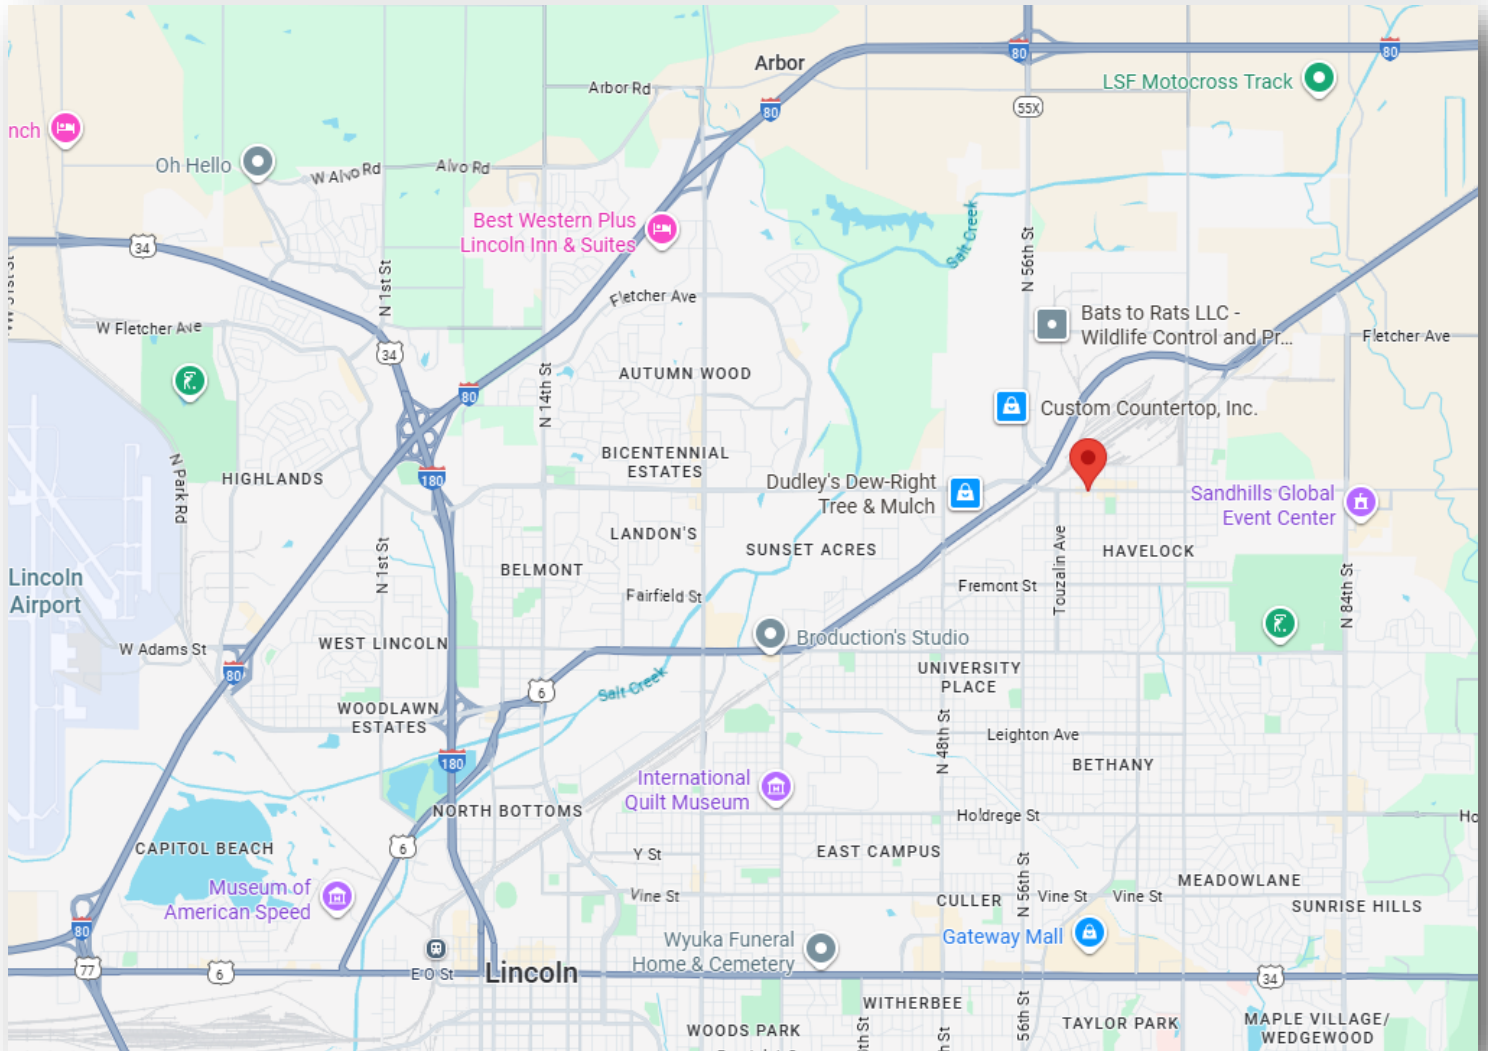 Arbor
80
80
80
LSF Motocross Track
Arbor Rd
55X
nch
Oh Hello
W Alvo Rd
Alvo Rd
Best Western Plus
Lincoln Inn & Suites
Salt Creek
34
N 1st St
N 56th St
Fletcher Ave
W Fletcher Ave
Bats to Rats LLC -
Wildlife Control and Pr...
Fletcher Ave
34
AUTUMN WOOD
80
N 14th St
Custom Countertop, Inc.
BICENTENNIAL
ESTATES
HIGHLANDS
180
N Park Rd
Dudley's Dew-Right
Tree & Mulch
Sandhills Global
Event Center
LANDON'S
SUNSET ACRES
HAVELOCK
Touzalin Ave
N 1st St
BELMONT
Lincoln
Airport
Fairfield St
Fremont St
N 84th St
W Adams St
WEST LINCOLN
Broduction's Studio
80
UNIVERSITY
PLACE
Salt Creek
6
WOODLAWN
ESTATES
N 48th St
Leighton Ave
180
BETHANY
International
Quilt Museum
NORTH BOTTOMS
Holdrege St
Ho
CAPITOL BEACH
6
Y St
EAST CAMPUS
Museum of
American Speed
Vine St
N 56th St
Vine St
Vine St
MEADOWLANE
CULLER
SUNRISE HILLS
80
Gateway Mall
Wyuka Funeral
Home & Cemetery
77
6
E O St
Lincoln
34
WITHERBEE
WOODS PARK
56th St
TAYLOR PARK
MAPLE VILLAGE/
WEDGEWOOD